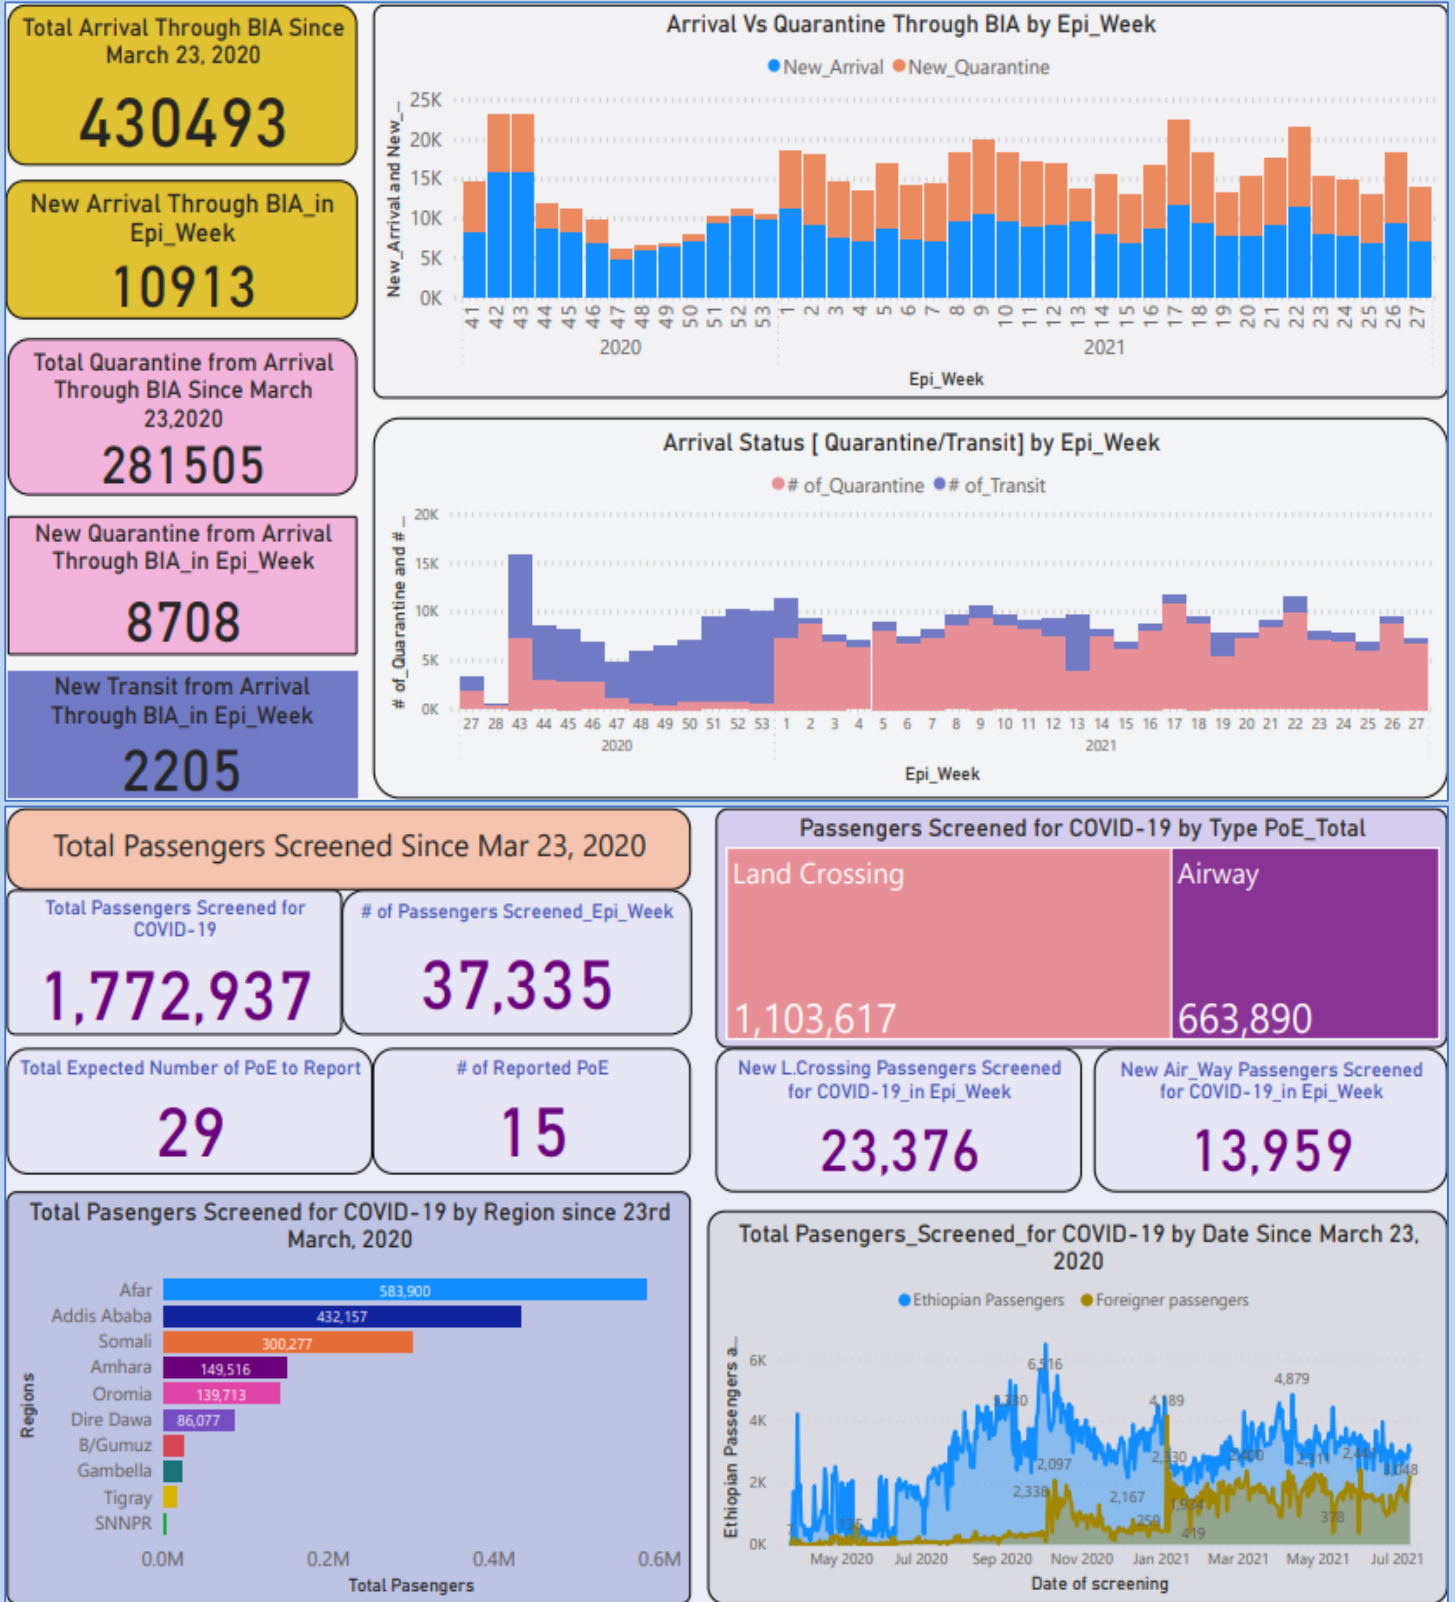 Total Arrival Through BIA Since
March 23, 2020
430493
New Arrival Through BIA_in
Epi_Week
10913
Total Quarantine from Arrival
Through BIA Since March
23,2020
281505
New Quarantine from Arrival
Through BIA_in Epi_Week
8708
New Transit from Arrival
Through BIA_in Epi_Week
2205
Arrival Vs Quarantine Through BIA by Epi_Week
New_Arrival New_Quarantine
New_Arrival and New_...
25K
20K
15K
10K
5K
0K
41 42 43 44 45 46 47 48 49 50 51 52 53 1 2 3 4 5 6 7 8 9 10 11 12 13 14 15 16 17 18 19 20 21 22 23 24 25 26 27
2020 2021
Epi_Week
Arrival Status [ Quarantine/Transit] by Epi_Week
# of_Quarantine # of_Transit
# of_Quarantine and # ...
20K
15K
10K
5K
0K
27 28 43 44 45 46 47 48 49 50 51 52 53 1 2 3 4 5 6 7 8 9 10 11 12 13 14 15 16 17 18 19 20 21 22 23 24 25 26 27
2020 2021
Epi_Week
Total Passengers Screened Since Mar 23, 2020
Total Passengers Screened for
COVID-19
1,772,937
# of Passengers Screened_Epi_Week
37,335
Total Expected Number of PoE to Report
29
# of Reported PoE
15
Passengers Screened for COVID-19 by Type PoE_Total
Land Crossing
1,103,617
Airway
663,890
New L.Crossing Passengers Screened
for COVID-19_in Epi_Week
23,376
New Air_Way Passengers Screened
for COVID-19_in Epi_Week
13,959
Total Pasengers Screened for COVID-19 by Region since 23rd
March, 2020
Regions
Afar 583,900
Addis Ababa 432,157
Somali 300,277
Amhara 149,516
Oromia 139,713
Dire Dawa 86,077
B/Gumuz
Gambella
Tigray
SNNPR
0.0M 0.2M 0.4M 0.6M
Total Pasengers
Total Pasengers_Screened_for COVID-19 by Date Since March 23,
2020
Ethiopian Passengers Foreigner passengers
Ethiopian Passengers a...
6K
4K
2K
0K
7
135
2,338
6,516
2,097
2,167
259
419
378
4,879
3,048
May 2020 Jul 2020 Sep 2020 Nov 2020 Jan 2021 Mar 2021 May 2021 Jul 2021
Date of screening